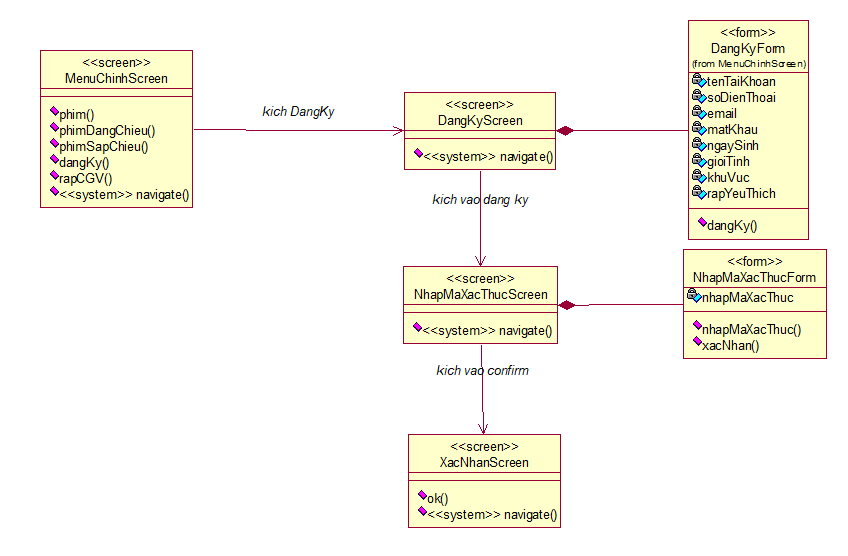 <<screen>>
MenuChinhScreen
phim()
phimDangChieu()
phimSapChieu()
dangKy()
rapCGV()
<<system>> navigate()
kich DangKy
<<screen>>
DangKyScreen
<<system>> navigate()
<<form>>
DangKyForm
(from MenuChinhScreen)
tenTaiKhoan
soDienThoai
email
matKhau
ngaySinh
gioiTinh
khuVuc
rapYeuThich
dangKy()
kich vao dang ky
<<screen>>
NhapMaXacThucScreen
<<system>> navigate()
<<form>>
NhapMaXacThucForm
nhapMaXacThuc
nhapMaXacThuc()
xacNhan()
kich vao confirm
<<screen>>
XacNhanScreen
ok()
<<system>> navigate()